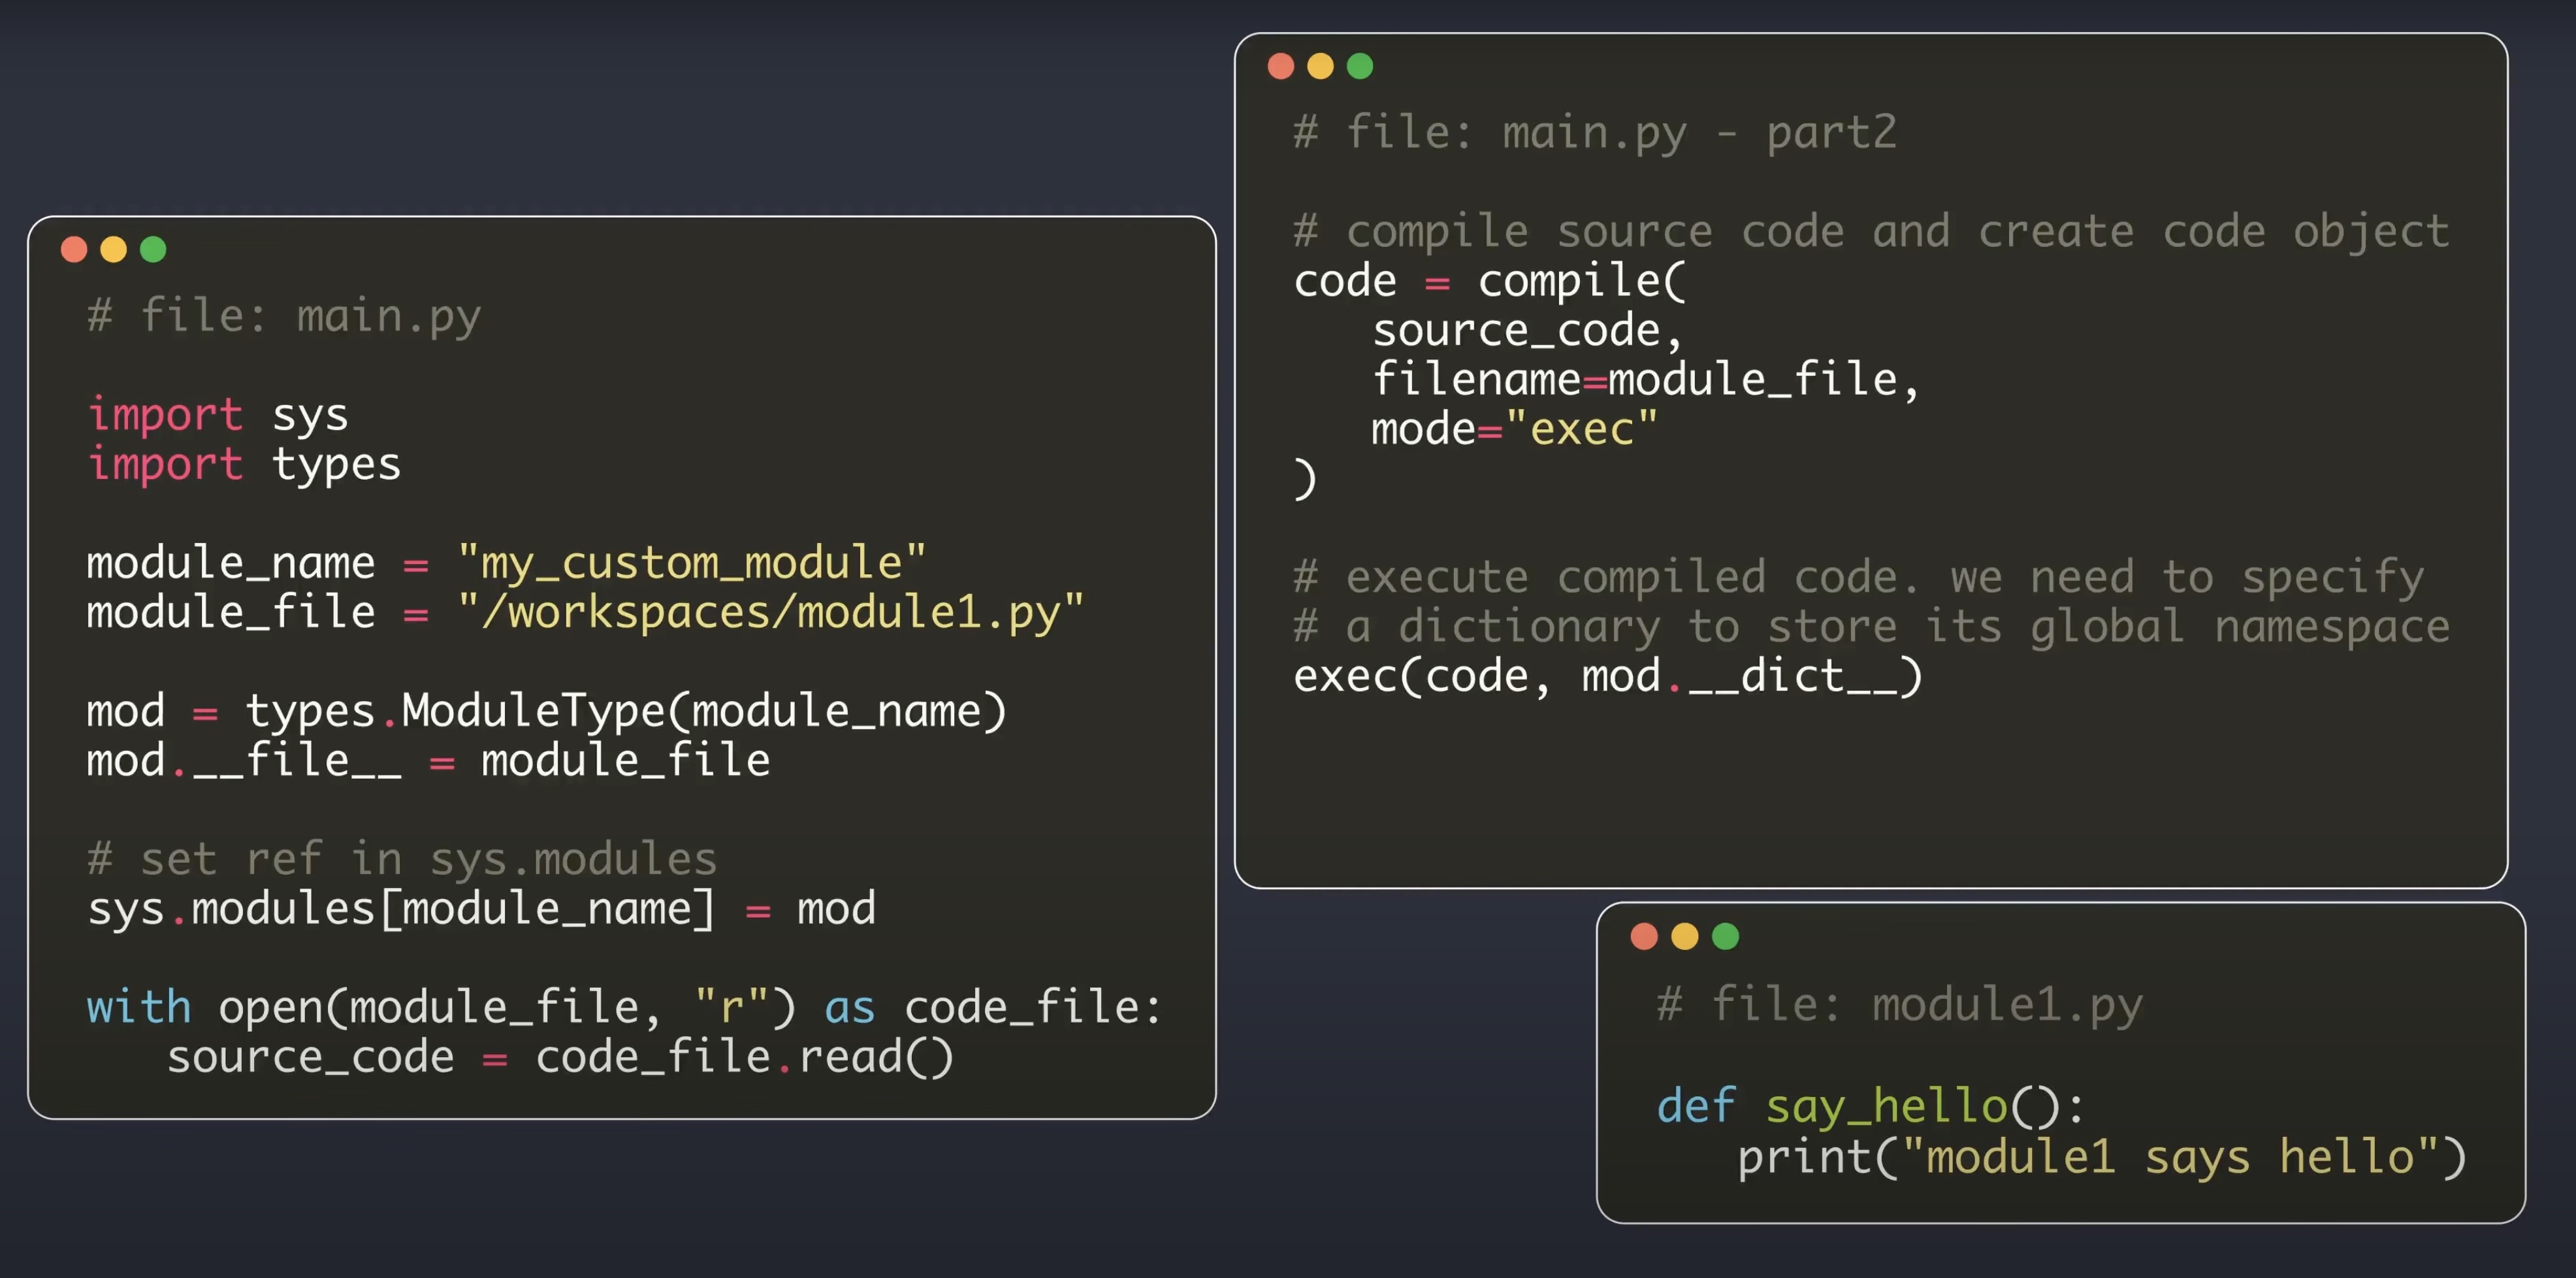 # file: main.py
import sys
import types
module_name = "my_custom_module"
module_file = "/workspaces/module1.py"
mod = types.ModuleType(module_name)
mod.__file__ = module_file
# set ref in sys.modules
sys.modules[module_name] = mod
with open(module_file, "r") as code_file:
    source_code = code_file.read()
# file: main.py - part2
# compile source code and create code object
code = compile(
    source_code,
    filename=module_file,
    mode="exec"
)
# execute compiled code. we need to specify
# a dictionary to store its global namespace
exec(code, mod.__dict__)
# file: module1.py
def say_hello():
    print("module1 says hello")